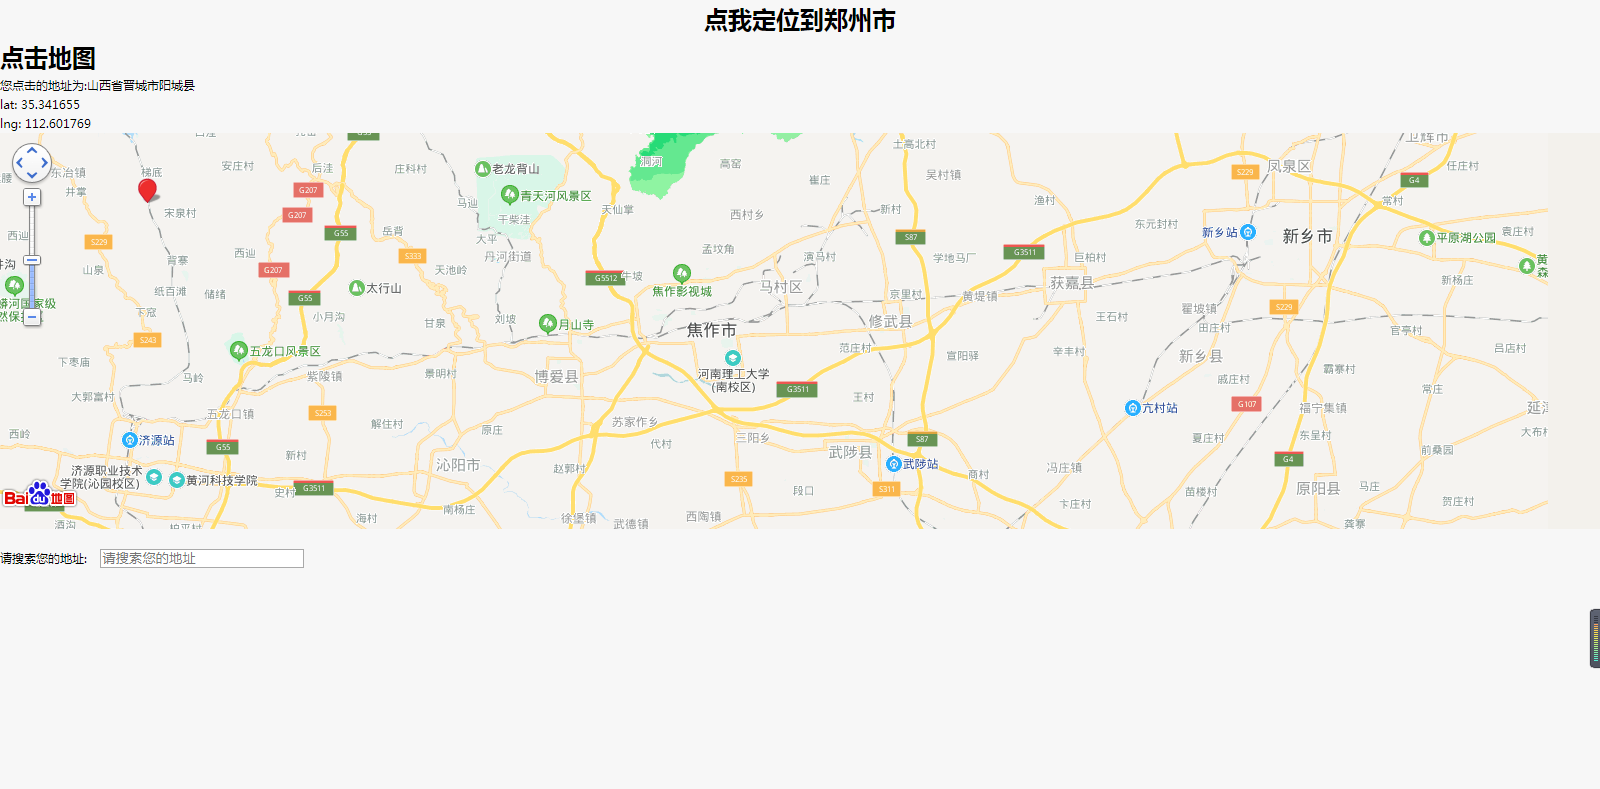 点我定位到郑州市
点击地图
您点击的地址为:山西省晋城市阳城县
lat: 35.341655
lng: 112.601769
土高北村
洞河
高窑
凤泉区
任庄村
东冶镇
梯底
安庄村
后洼
庄科村
老龙背山
崔庄
吴村镇
S229
G4
井掌
G207
青天河风景区
常村
宋泉村
G207
马汕
干柴洼
天仙掌
西村乡
新村
渔村
东元封村
西汕
S229
G55
岳背
大平
孟坟角
S87
新乡站
新乡市
平原湖公园
袁庄村
西汕
S333
丹河街道
演马村
学地马厂
G3511
巨柏村
背寨
山泉
G207
天池岭
G5512
牛坡
焦作影视城
马村区
获嘉县
黄
森
新杨庄
蟒河国家级
纸百滩
储绪
G55
太行山
京里村
黄堤镇
S229
翟坡镇
下寇
小月沟
甘泉
刘坡
月山寺
焦作市
修武县
王石村
田庄村
官亭村
S243
五龙口风景区
范庄村
宣阳驿
辛丰村
新乡县
吕店村
下枣庙
马岭
紫陵镇
景明村
博爱县
河南理工大学
(南校区)
G3511
王村
戚庄村
霸寨村
常庄
大郭富村
五龙口镇
S253
解住村
原庄
苏家作乡
亢村站
G107
福宁集镇
西岭
济源站
G55
代村
三阳乡
S87
武陟县
夏庄村
东呈村
大布村
新村
沁阳市
赵郭村
武陟站
商村
冯庄镇
G4
前桑园
济源职业技术
学院(沁园校区)
黄河科技学院
史村
G3511
S235
段口
S311
苗楼村
原阳县
马庄
Bai du 地图
南杨庄
卞庄村
贺庄村
酒沟
海村
徐堡镇
武德镇
西陶镇
龚寨
请搜索您的地址:
请搜索您的地址